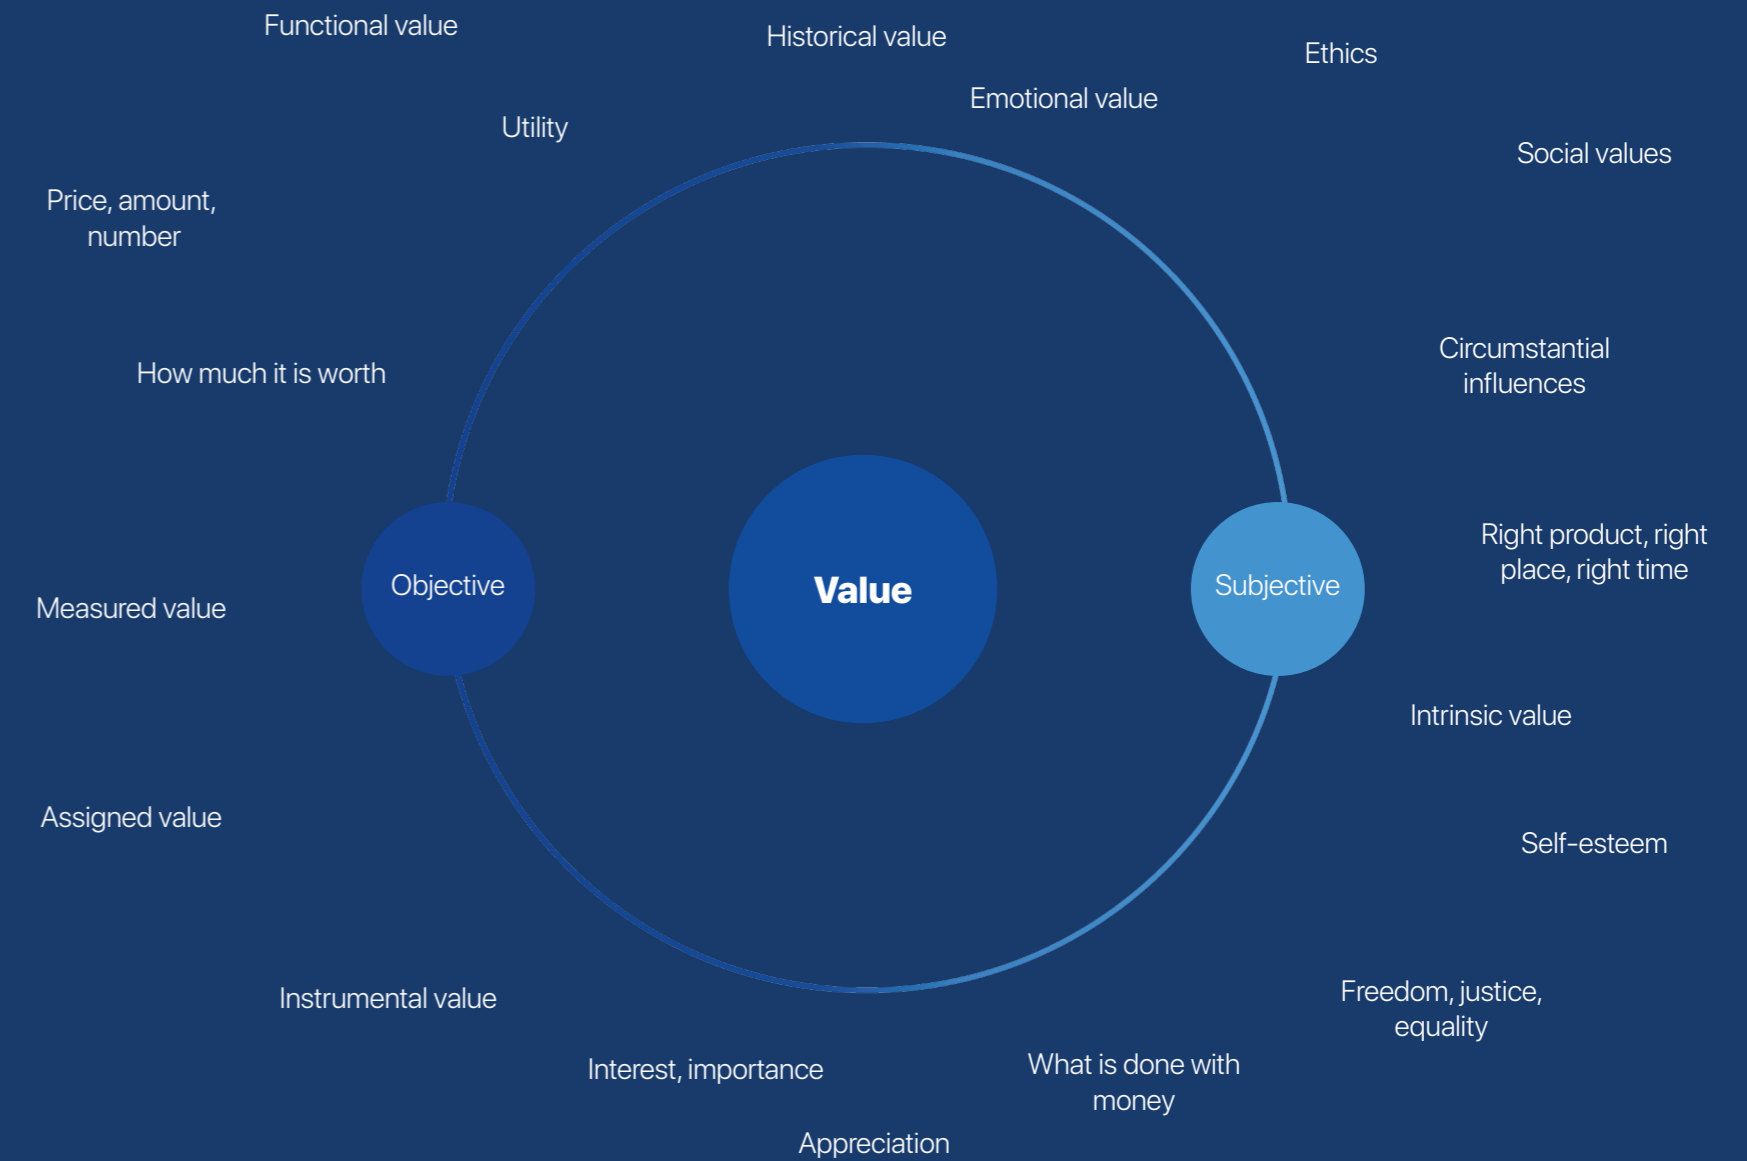 Functional value
Historical value
Ethics
Emotional value
Utility
Social values
Price, amount,
number
Circumstantial
influences
How much it is worth
Right product, right
place, right time
Objective
Value
Subjective
Measured value
Intrinsic value
Assigned value
Self-esteem
Instrumental value
Freedom, justice,
equality
Interest, importance
What is done with
money
Appreciation